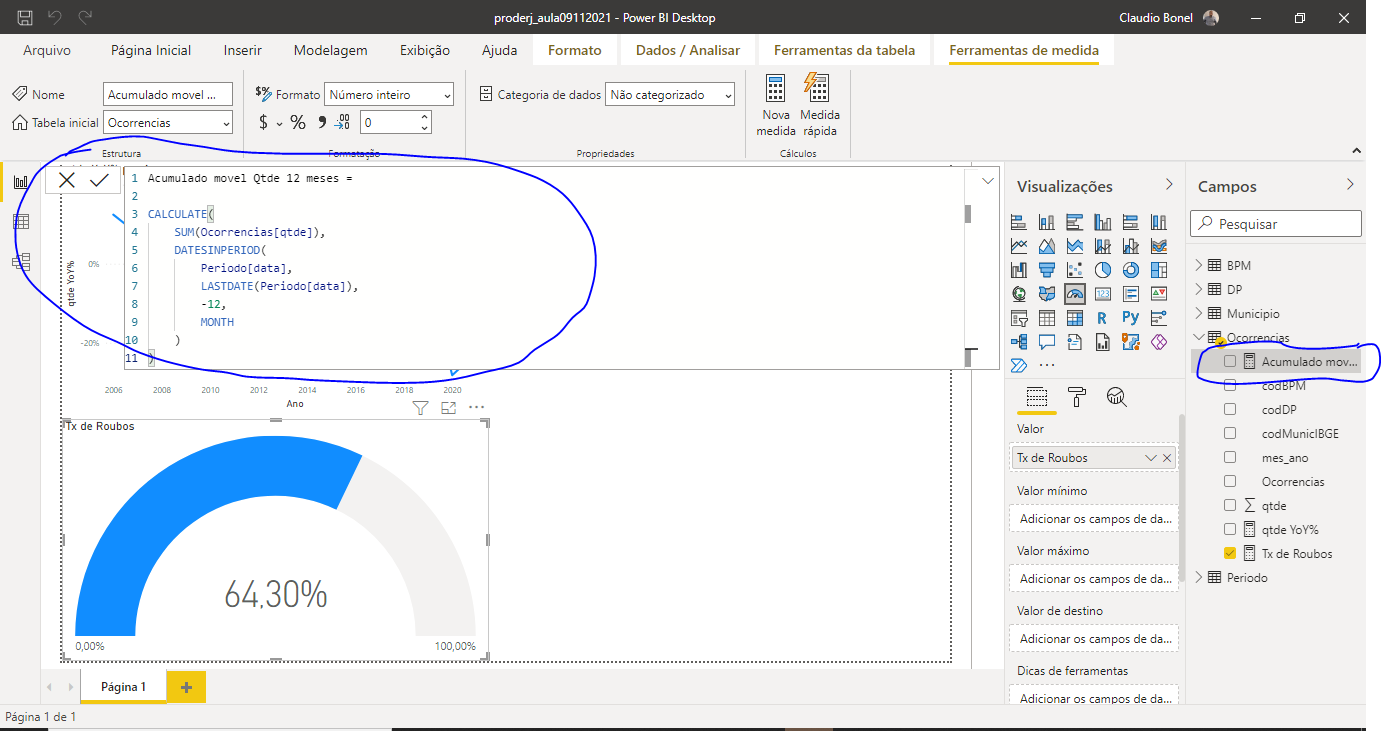 proderj_aula09112021 - Power BI Desktop
Claudio Bonel
Arquivo
Página Inicial
Inserir
Modelagem
Exibição
Ajuda
Formato
Dados / Analisar
Ferramentas da tabela
Ferramentas de medida
Nome
Acumulado movel ...
Tabela inicial
Ocorrencias
Estrutura
Formato
Número inteiro
$
%
0
Formatação
Categoria de dados
Não categorizado
Propriedades
Nova
medida
Medida
rápida
Cálculos
1 Acumulado movel Qtde 12 meses =
2
3 CALCULATE(
4 SUM(Ocorrencias[qtde]),
5 DATESINPERIOD(
6 Periodo[data],
7 LASTDATE(Periodo[data]),
8 -12,
9 MONTH
10 )
11 )
qtde YoY%
0%
-20%
2006
2008
2010
2012
2014
2016
2018
2020
Ano
Tx de Roubos
64,30%
0,00%
100,00%
Página 1
Página 1 de 1
Visualizações
123
R
Py
Valor
Tx de Roubos
Valor mínimo
Adicionar os campos de da...
Valor máximo
Adicionar os campos de da...
Valor de destino
Adicionar os campos de da...
Dicas de ferramentas
Adicionar os campos de da...
Campos
Pesquisar
BPM
DP
Municipio
Ocorrencias
Acumulado mov...
codBPM
codDP
codMunicIBGE
mes_ano
Ocorrencias
qtde
qtde YoY%
Tx de Roubos
Periodo